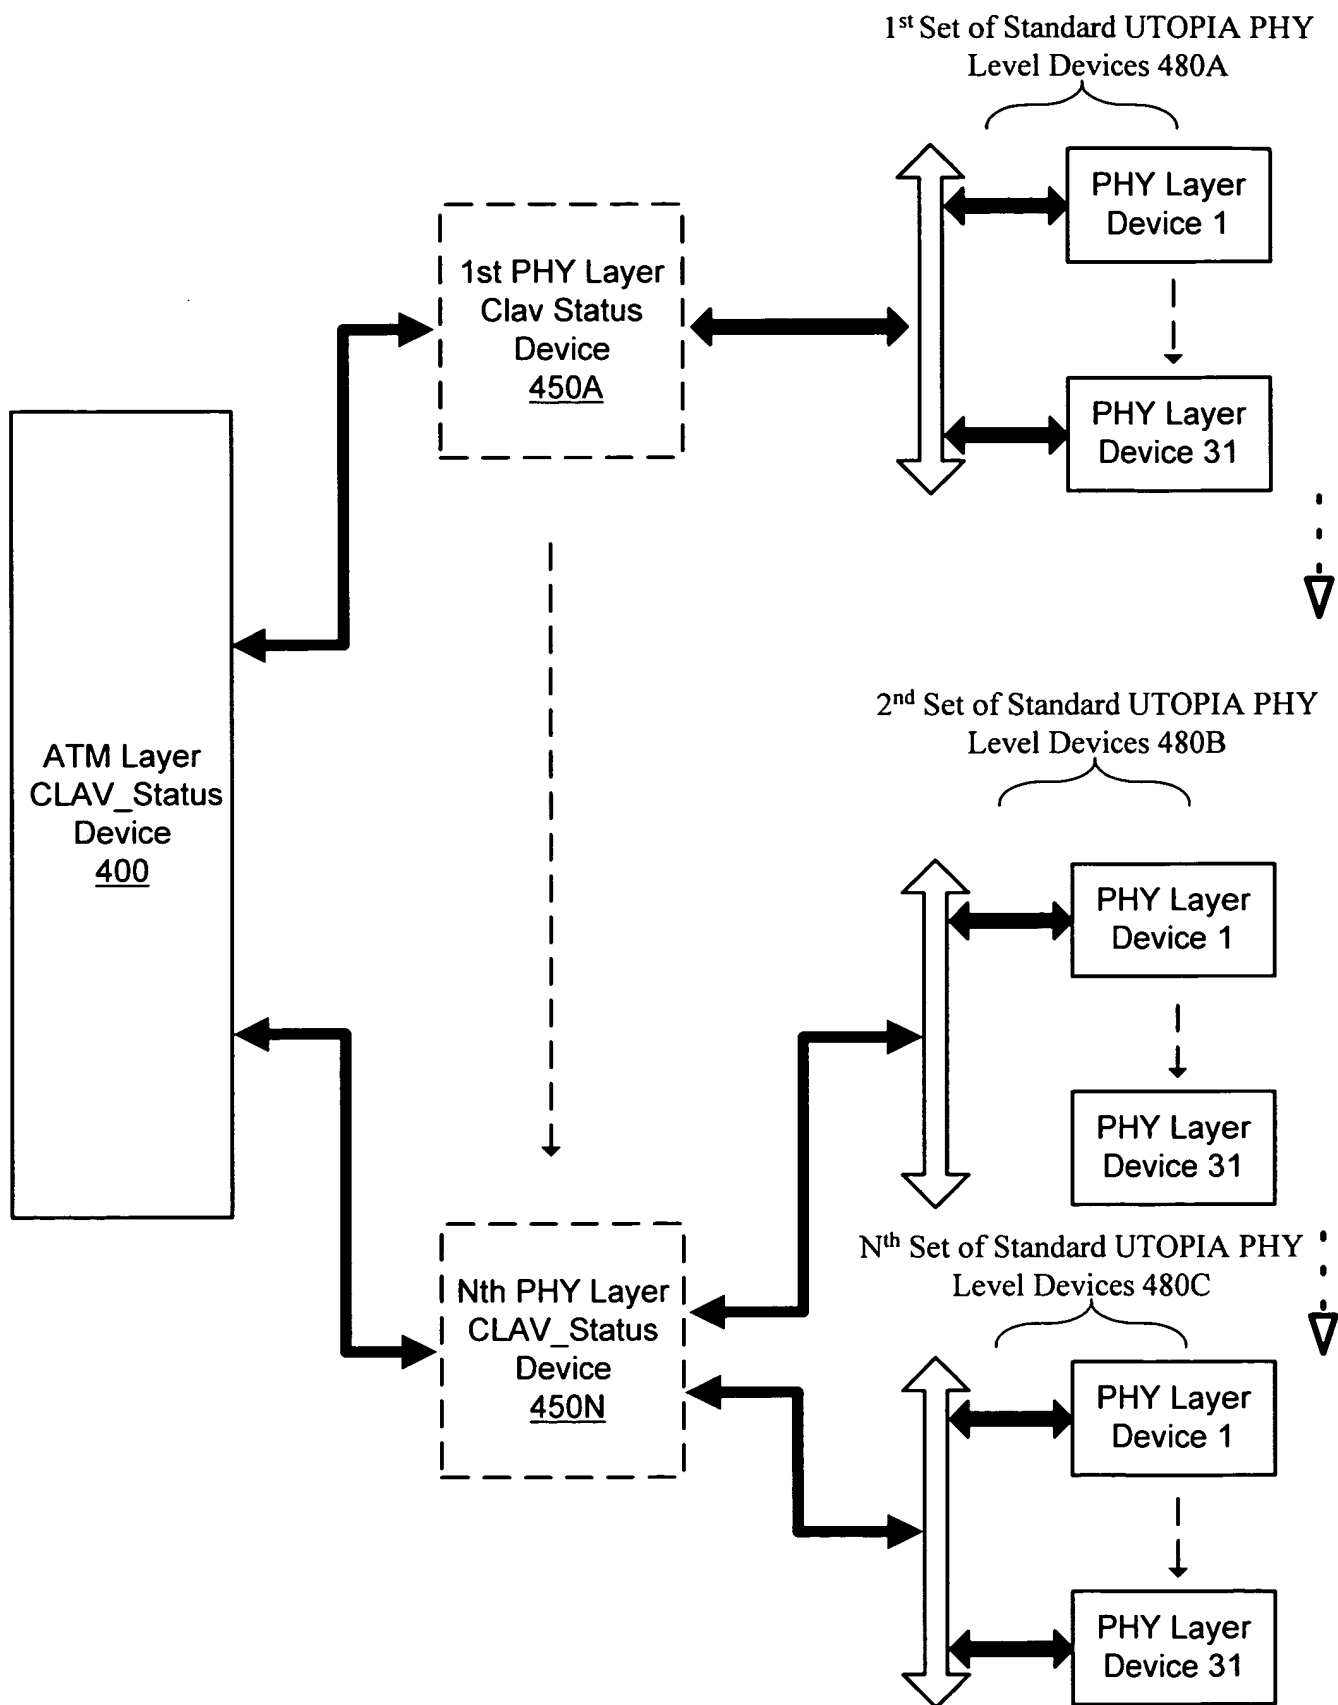 1st Set of Standard UTOPIA PHY
Level Devices 480A
PHY Layer
Device 1
1st PHY Layer
Clav Status
Device
450A
PHY Layer
Device 31
2nd Set of Standard UTOPIA PHY
Level Devices 480B
ATM Layer
CLAV_Status
Device
400
PHY Layer
Device 1
PHY Layer
Device 31
Nth Set of Standard UTOPIA PHY
Level Devices 480C
Nth PHY Layer
CLAV_Status
Device
450N
PHY Layer
Device 1
PHY Layer
Device 31